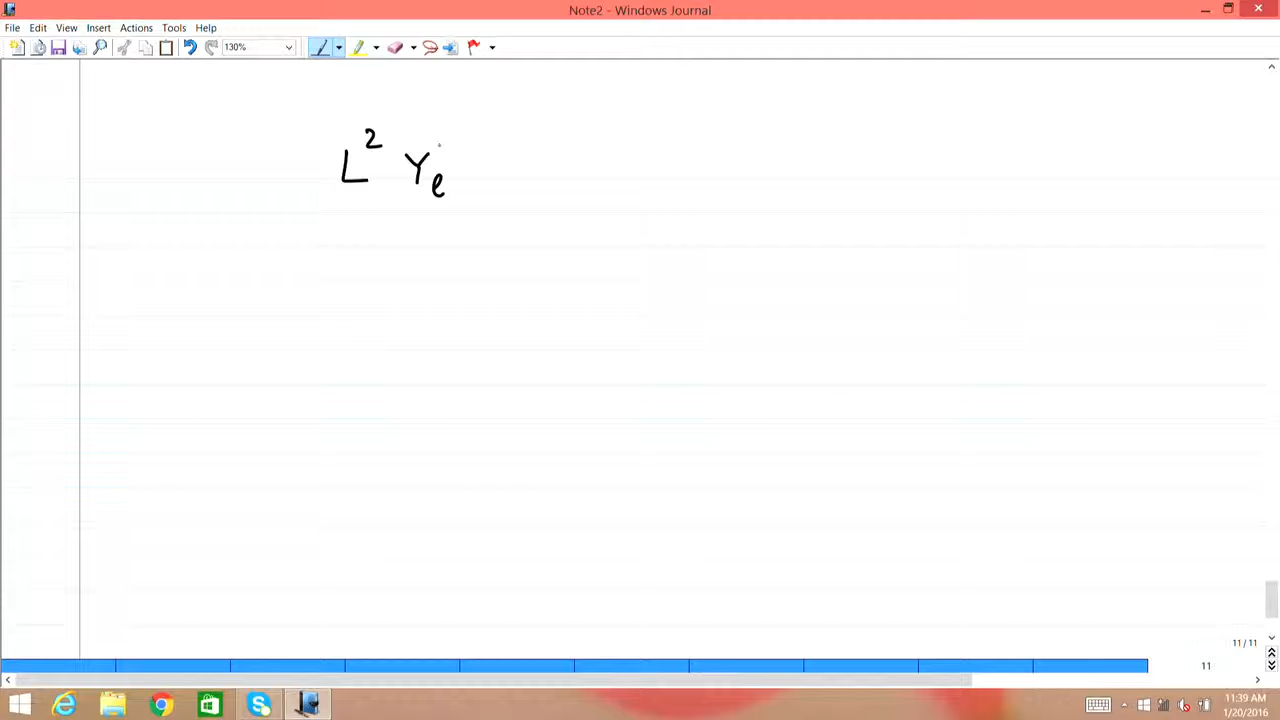 Note2 - Windows Journal
File Edit View Insert Actions Tools Help
130%
L² Yₑ
11 / 11
11
11:39 AM
1/20/2016